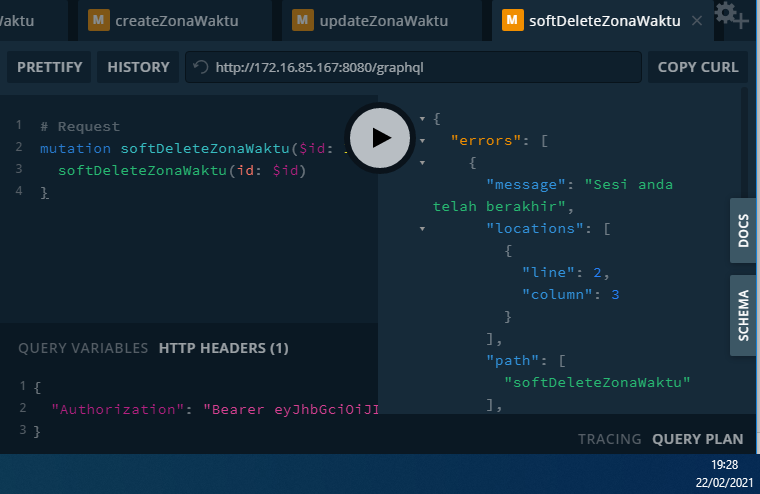 waktu
M createZonaWaktu
M updateZonaWaktu
M softDeleteZonaWaktu
PRETTIFY
HISTORY
http://172.16.85.167:8080/graphql
COPY CURL
1 # Request
2 mutation softDeleteZonaWaktu($id:
3 softDeleteZonaWaktu(id: $id)
4 }
{
"errors": [
{
"message": "Sesi anda
telah berakhir",
"locations": [
{
"line": 2,
"column": 3
}
],
"path": [
"softDeleteZonaWaktu"
],
DOCS
SCHEMA
QUERY VARIABLES HTTP HEADERS (1)
1 {
2 "Authorization": "Bearer eyJhbGciOiJI
3 }
TRACING QUERY PLAN
19:28
22/02/2021